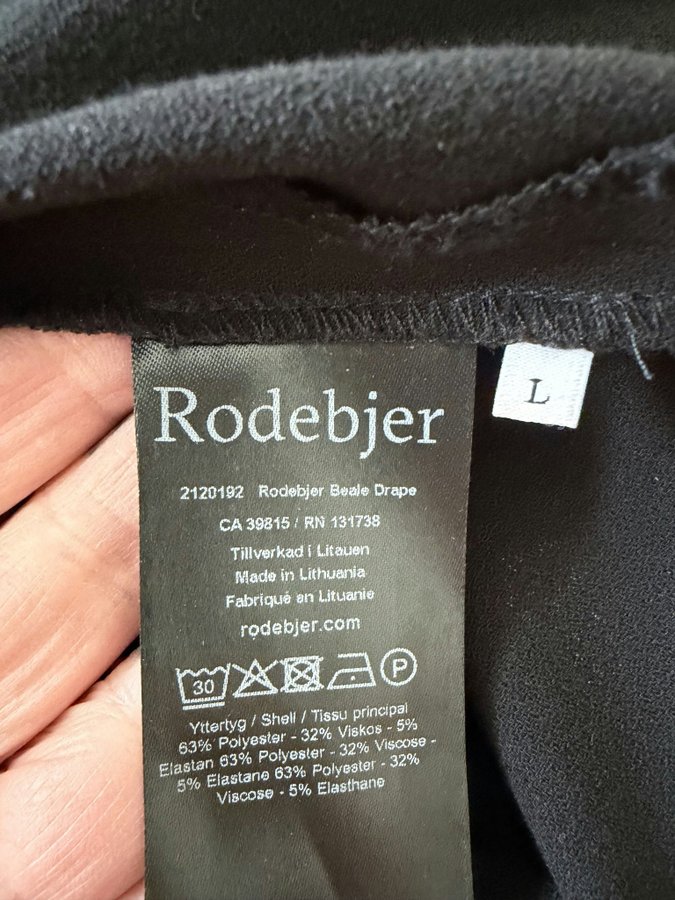 Rodebjer
L
2120192 Rodebjer Beale Drape
CA 39815 / RN 131738
Tillverkad i Litauen
Made in Lithuania
Fabriqué en Lituanie
rodebjer.com
30
P
Yttertyg / Shell / Tissu principal
63% Polyester - 32% Viskos - 5%
Elastan 63% Polyester - 32% Viscose -
5% Elastane 63% Polyester - 32%
Viscose - 5% Elasthane